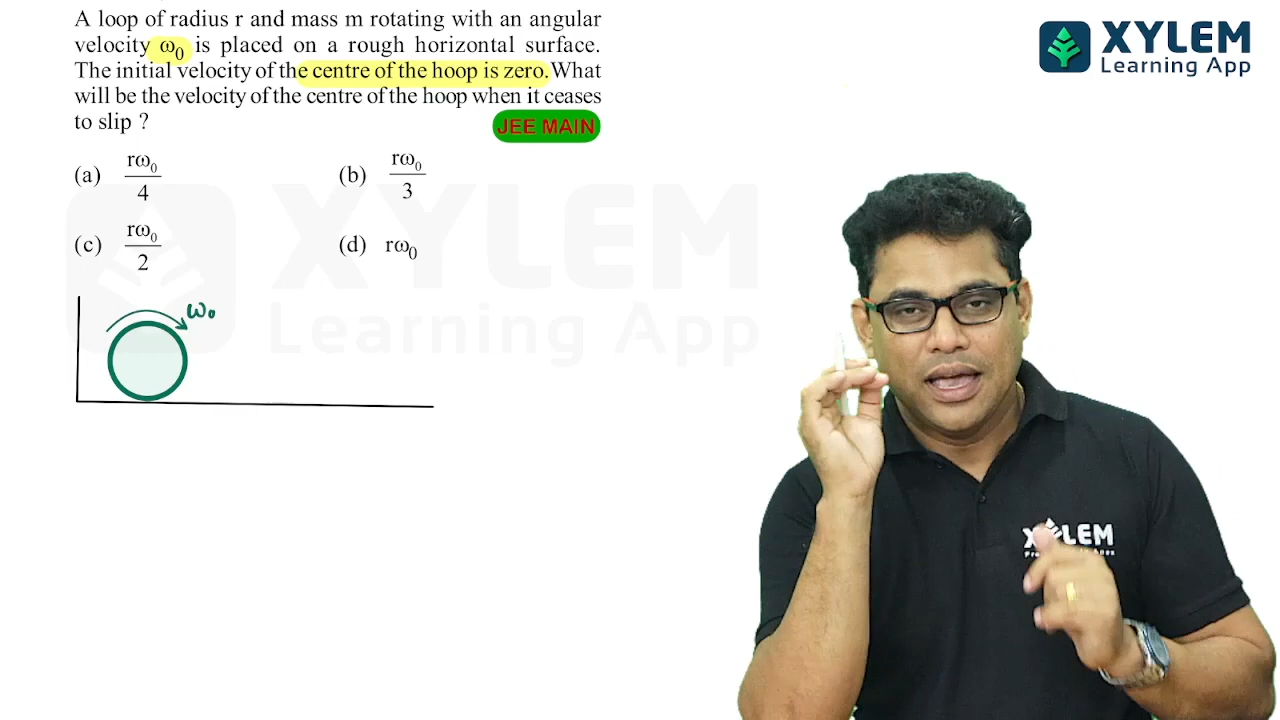 A loop of radius r and mass m rotating with an angular
velocity ω₀ is placed on a rough horizontal surface.
The initial velocity of the centre of the hoop is zero. What
will be the velocity of the centre of the hoop when it ceases
to slip ?
JEE MAIN
(a) rω₀/4 (b) rω₀/3
(c) rω₀/2 (d) rω₀
ω₀
XYLEM
Learning App
XYLEM
Learning App
XYLEM